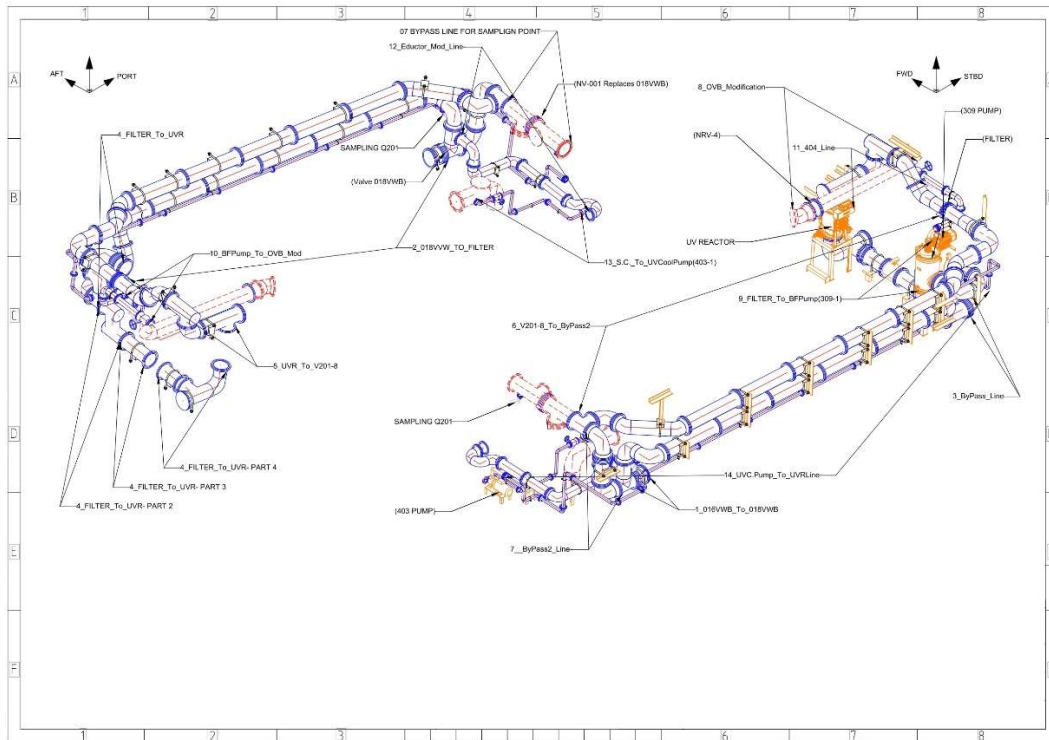 1 2 3 4 5 6 7 8
07 BYPASS LINE FOR SAMPLIGN POINT
12_Eductor_Mod_Line
A
AFT
PORT
FWD
STBD
(NV-001 Replaces 018VWB)
8_OVB_Modification
(309 PUMP)
4_FILTER_To_UVR
SAMPLING Q201
(NRV-4)
(FILTER)
11_404_Line
(Valve 018VWB)
B
UV REACTOR
10_BFPump_To_OVB_Mod
2_018VVW_TO_FILTER
13_S.C._To_UVCoolPump(403-1)
9_FILTER_To_BFPump(309-1)
C
6_V201-8_To_ByPass2
5_UVR_To_V201-8
3_ByPass_Line
SAMPLING Q201
D
4_FILTER_To_UVR- PART 4
14_UVC.Pump_To_UVRLine
4_FILTER_To_UVR- PART 3
4_FILTER_To_UVR- PART 2
(403 PUMP)
1_016VWB_To_018VWB
7__ByPass2_Line
E
F
1 2 3 4 5 6 7 8